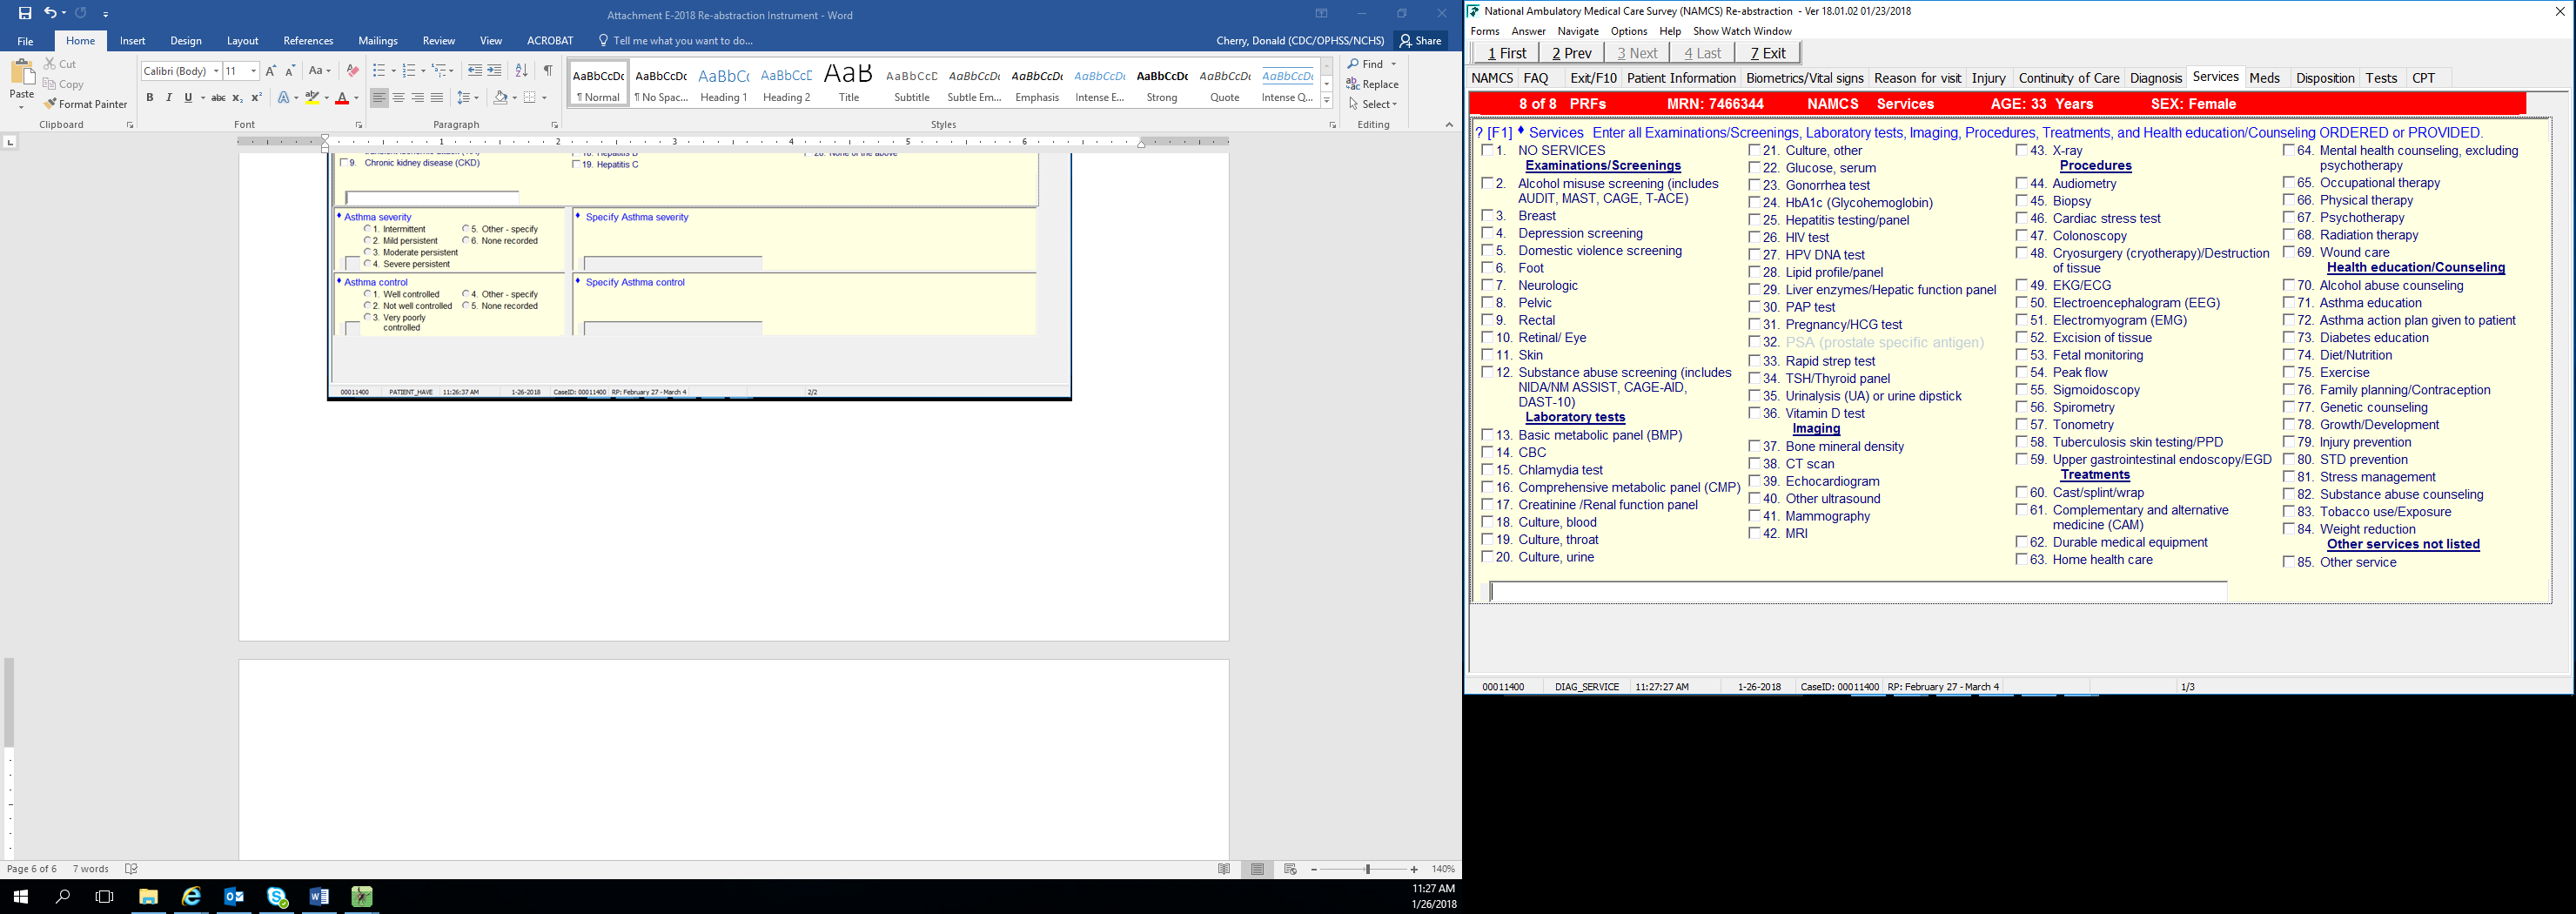 Attachment E-2018 Re-abstraction Instrument - Word
File Home Insert Design Layout References Mailings Review View ACROBAT Tell me what you want to do... Cherry, Donald (CDC/OPHSS/NCHS) Share
Paste
Cut
Copy
Format Painter
Clipboard
Calibri (Body) 11
Font
Paragraph
¶ Normal ¶ No Spac... Heading 1 Heading 2 Title Subtitle Subtle Em... Emphasis Intense E... Strong Quote Intense Q...
Styles
Find
Replace
Select
Editing
1 2 3 4 5 6
9. Chronic kidney disease (CKD)
19. Hepatitis C
Asthma severity
1. Intermittent
2. Mild persistent
3. Moderate persistent
4. Severe persistent
5. Other - specify
6. None recorded
Specify Asthma severity
Asthma control
1. Well controlled
2. Not well controlled
3. Very poorly
controlled
4. Other - specify
5. None recorded
Specify Asthma control
00011400 PATIENT_HAVE 11:26:37 AM 1-26-2018 CaseID: 00011400 RP: February 27 - March 4 2/2
Page 6 of 6 7 words 140%
11:27 AM
1/26/2018
National Ambulatory Medical Care Survey (NAMCS) Re-abstraction - Ver 18.01.02 01/23/2018
Forms Answer Navigate Options Help Show Watch Window
1 First 2 Prev 3 Next 4 Last 7 Exit
NAMCS FAQ Exit/F10 Patient Information Biometrics/Vital signs Reason for visit Injury Continuity of Care Diagnosis Services Meds Disposition Tests CPT
8 of 8 PRFs MRN: 7466344 NAMCS Services AGE: 33 Years SEX: Female
? [F1] Services Enter all Examinations/Screenings, Laboratory tests, Imaging, Procedures, Treatments, and Health education/Counseling ORDERED or PROVIDED.
1. NO SERVICES
Examinations/Screenings
2. Alcohol misuse screening (includes
AUDIT, MAST, CAGE, T-ACE)
3. Breast
4. Depression screening
5. Domestic violence screening
6. Foot
7. Neurologic
8. Pelvic
9. Rectal
10. Retinal/ Eye
11. Skin
12. Substance abuse screening (includes
NIDA/NM ASSIST, CAGE-AID,
DAST-10)
Laboratory tests
13. Basic metabolic panel (BMP)
14. CBC
15. Chlamydia test
16. Comprehensive metabolic panel (CMP)
17. Creatinine /Renal function panel
18. Culture, blood
19. Culture, throat
20. Culture, urine
21. Culture, other
22. Glucose, serum
23. Gonorrhea test
24. HbA1c (Glycohemoglobin)
25. Hepatitis testing/panel
26. HIV test
27. HPV DNA test
28. Lipid profile/panel
29. Liver enzymes/Hepatic function panel
30. PAP test
31. Pregnancy/HCG test
32. PSA (prostate specific antigen)
33. Rapid strep test
34. TSH/Thyroid panel
35. Urinalysis (UA) or urine dipstick
36. Vitamin D test
Imaging
37. Bone mineral density
38. CT scan
39. Echocardiogram
40. Other ultrasound
41. Mammography
42. MRI
43. X-ray
Procedures
44. Audiometry
45. Biopsy
46. Cardiac stress test
47. Colonoscopy
48. Cryosurgery (cryotherapy)/Destruction
of tissue
49. EKG/ECG
50. Electroencephalogram (EEG)
51. Electromyogram (EMG)
52. Excision of tissue
53. Fetal monitoring
54. Peak flow
55. Sigmoidoscopy
56. Spirometry
57. Tonometry
58. Tuberculosis skin testing/PPD
59. Upper gastrointestinal endoscopy/EGD
Treatments
60. Cast/splint/wrap
61. Complementary and alternative
medicine (CAM)
62. Durable medical equipment
63. Home health care
64. Mental health counseling, excluding
psychotherapy
65. Occupational therapy
66. Physical therapy
67. Psychotherapy
68. Radiation therapy
69. Wound care
Health education/Counseling
70. Alcohol abuse counseling
71. Asthma education
72. Asthma action plan given to patient
73. Diabetes education
74. Diet/Nutrition
75. Exercise
76. Family planning/Contraception
77. Genetic counseling
78. Growth/Development
79. Injury prevention
80. STD prevention
81. Stress management
82. Substance abuse counseling
83. Tobacco use/Exposure
84. Weight reduction
Other services not listed
85. Other service
00011400 DIAG_SERVICE 11:27:27 AM 1-26-2018 CaseID: 00011400 RP: February 27 - March 4 1/3